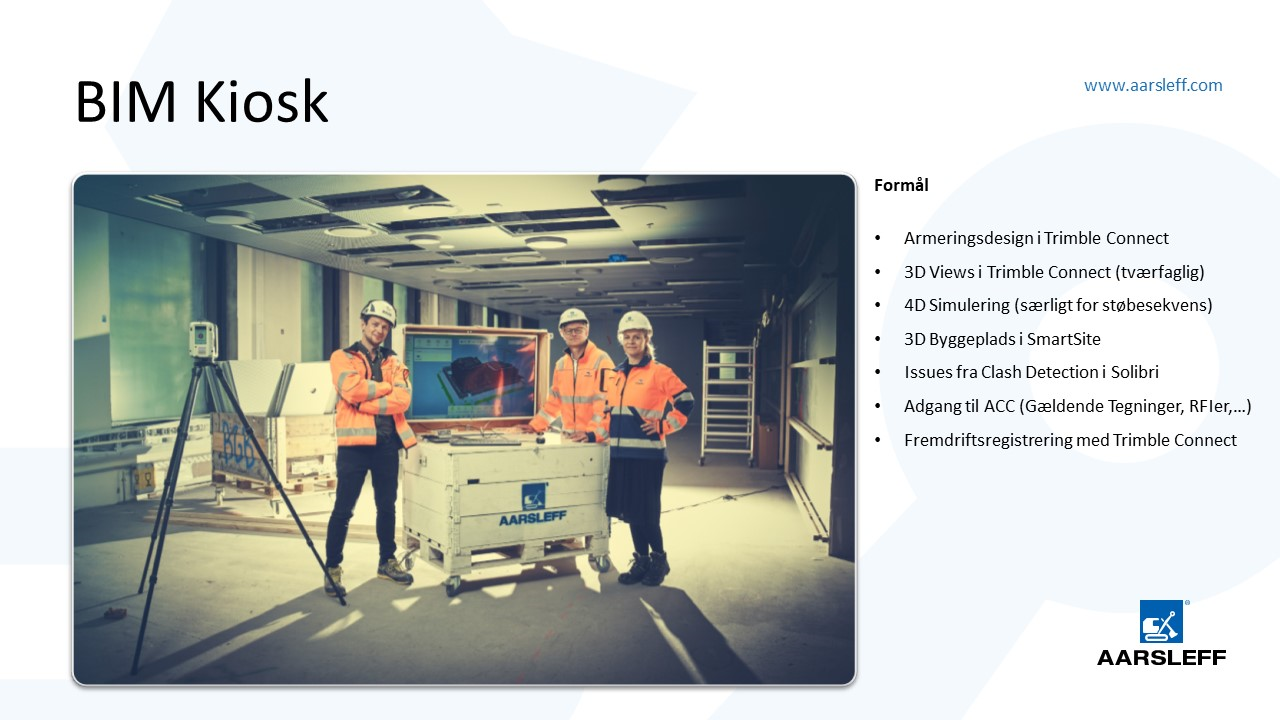 BIM Kiosk
www.aarsleff.com
Formål
• Armeringsdesign i Trimble Connect
• 3D Views i Trimble Connect (tværfaglig)
• 4D Simulering (særligt for støbesekvens)
• 3D Byggeplads i SmartSite
• Issues fra Clash Detection i Solibri
• Adgang til ACC (Gældende Tegninger, RFIer,...)
• Fremdriftsregistrering med Trimble Connect
AARSLEFF
®
AARSLEFF